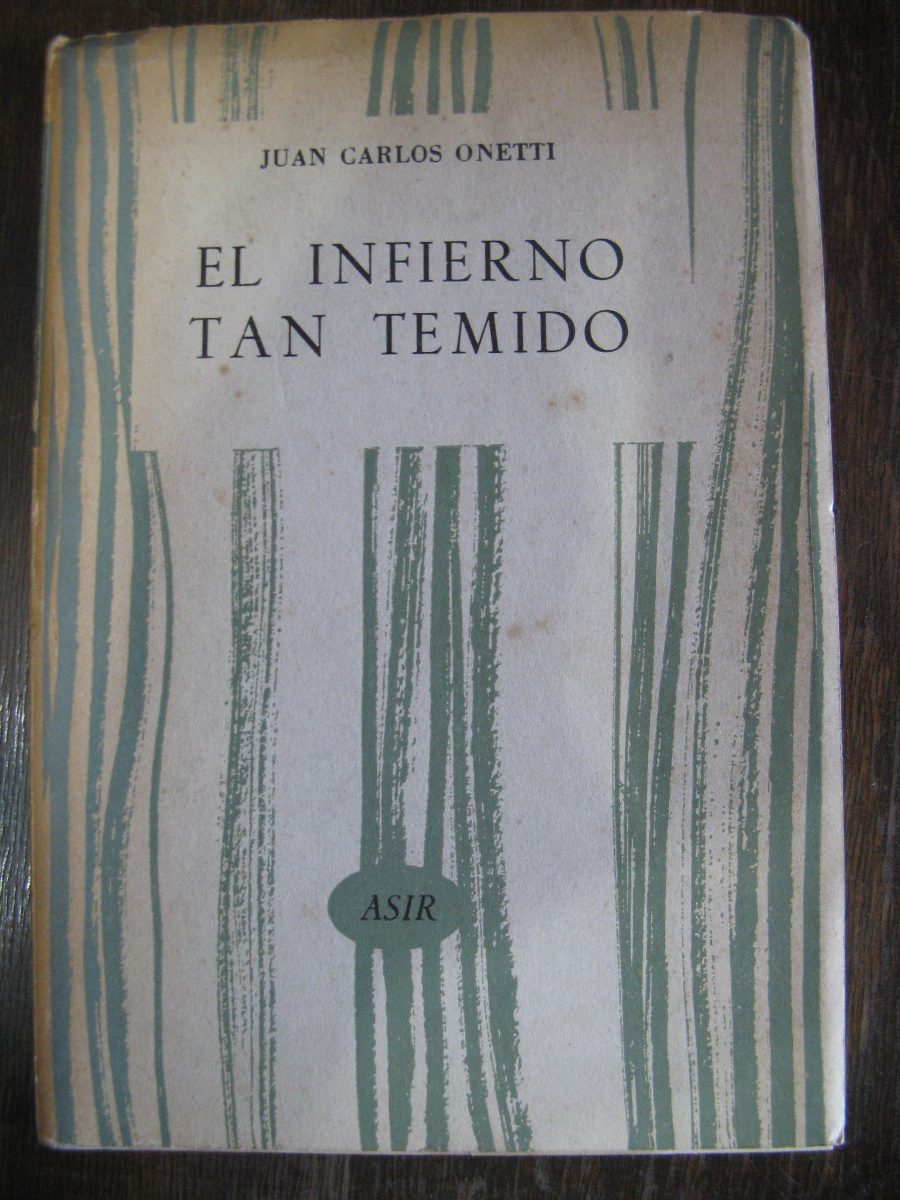 JUAN CARLOS ONETTI
EL INFIERNO
TAN TEMIDO
ASIR